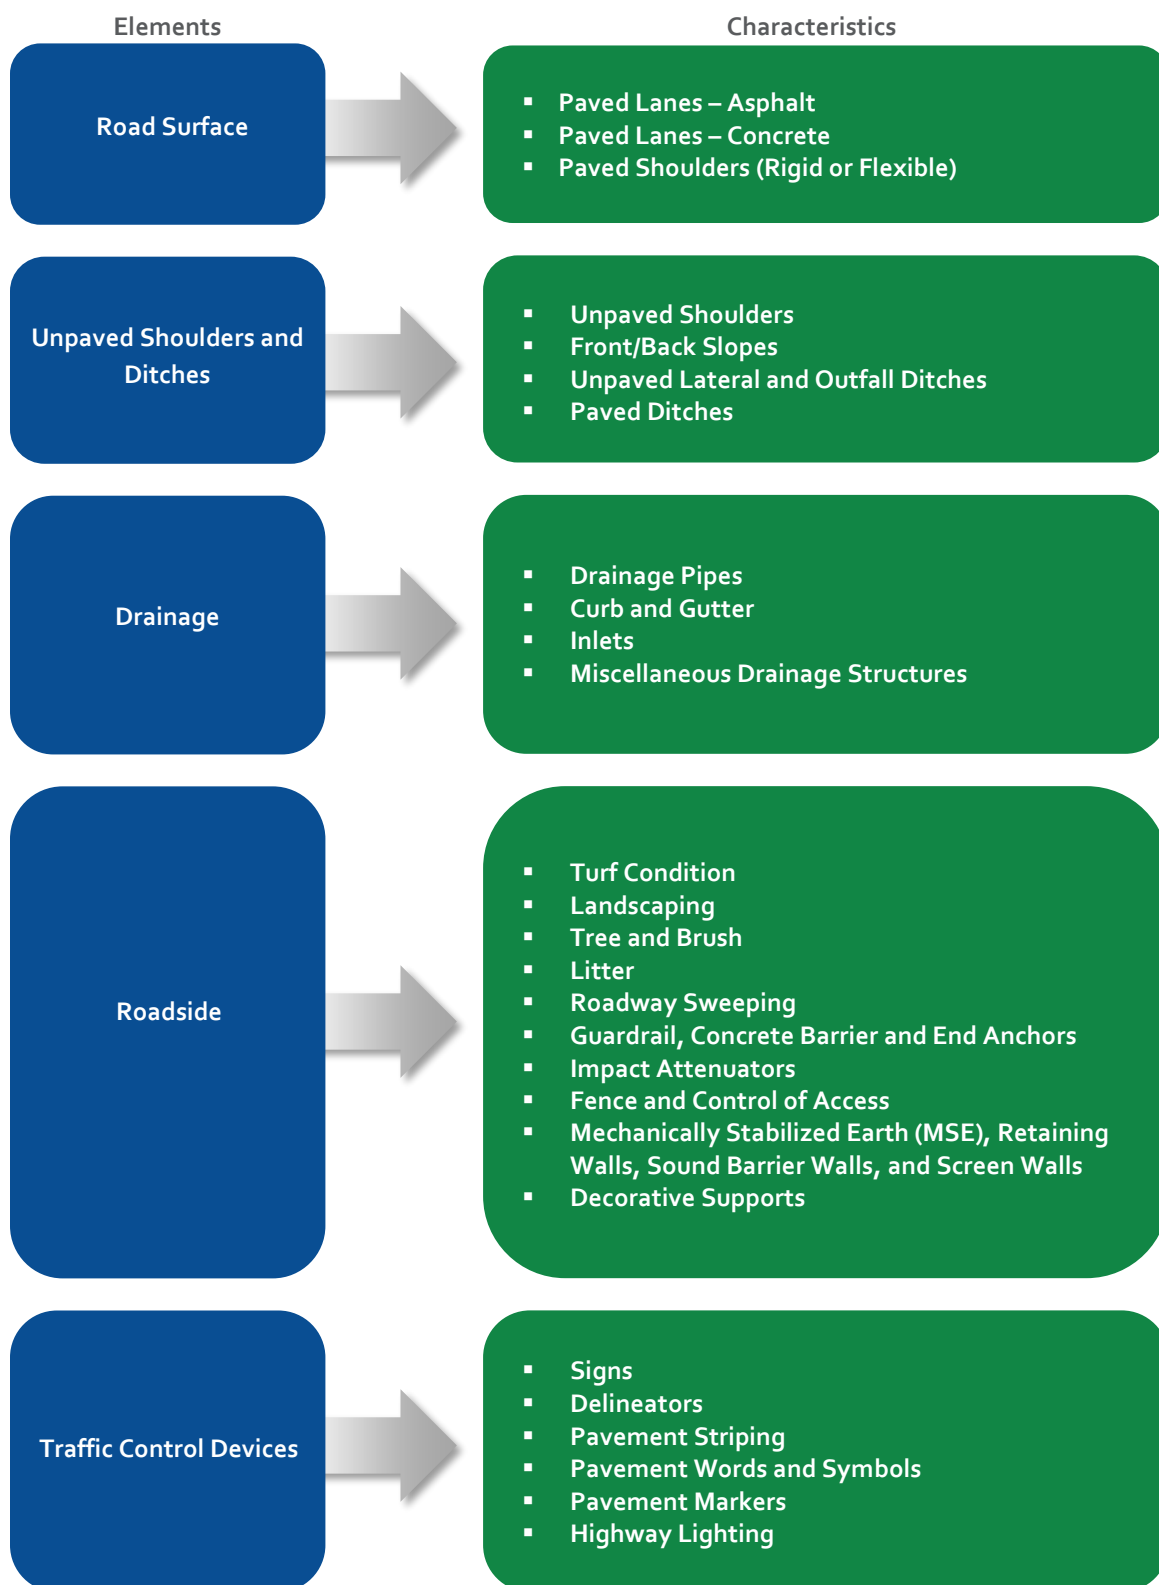 Elements
Characteristics
Road Surface
▪ Paved Lanes – Asphalt
▪ Paved Lanes – Concrete
▪ Paved Shoulders (Rigid or Flexible)
Unpaved Shoulders and
Ditches
▪ Unpaved Shoulders
▪ Front/Back Slopes
▪ Unpaved Lateral and Outfall Ditches
▪ Paved Ditches
Drainage
▪ Drainage Pipes
▪ Curb and Gutter
▪ Inlets
▪ Miscellaneous Drainage Structures
Roadside
▪ Turf Condition
▪ Landscaping
▪ Tree and Brush
▪ Litter
▪ Roadway Sweeping
▪ Guardrail, Concrete Barrier and End Anchors
▪ Impact Attenuators
▪ Fence and Control of Access
▪ Mechanically Stabilized Earth (MSE), Retaining
Walls, Sound Barrier Walls, and Screen Walls
▪ Decorative Supports
Traffic Control Devices
▪ Signs
▪ Delineators
▪ Pavement Striping
▪ Pavement Words and Symbols
▪ Pavement Markers
▪ Highway Lighting